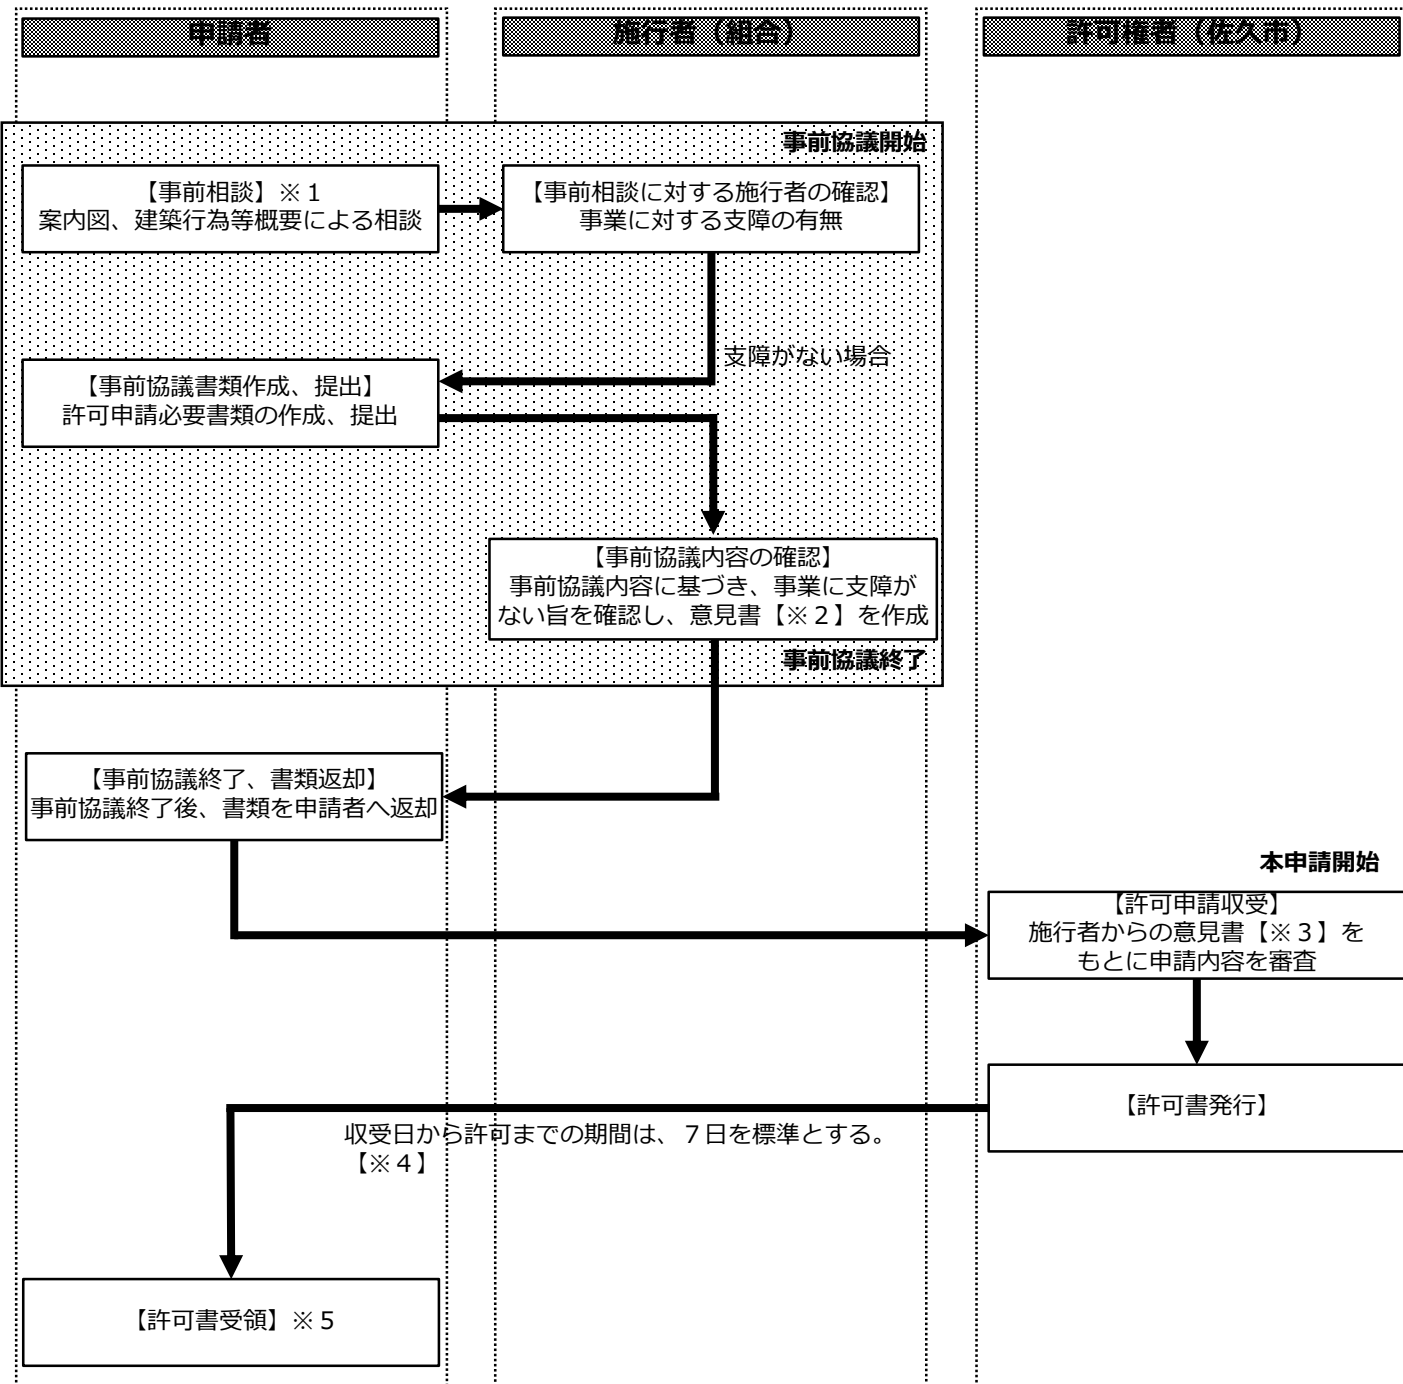 申請者
施行者（組合）
許可権者（佐久市）
事前協議開始
【事前相談】※１
案内図、建築行為等概要による相談
【事前相談に対する施行者の確認】
事業に対する支障の有無
支障がない場合
【事前協議書類作成、提出】
許可申請必要書類の作成、提出
【事前協議内容の確認】
事前協議内容に基づき、事業に支障が
ない旨を確認し、意見書【※２】を作成
事前協議終了
【事前協議終了、書類返却】
事前協議終了後、書類を申請者へ返却
本申請開始
【許可申請収受】
施行者からの意見書【※３】を
もとに申請内容を審査
【許可書発行】
収受日から許可までの期間は、７日を標準とする。
【※４】
【許可書受領】※５